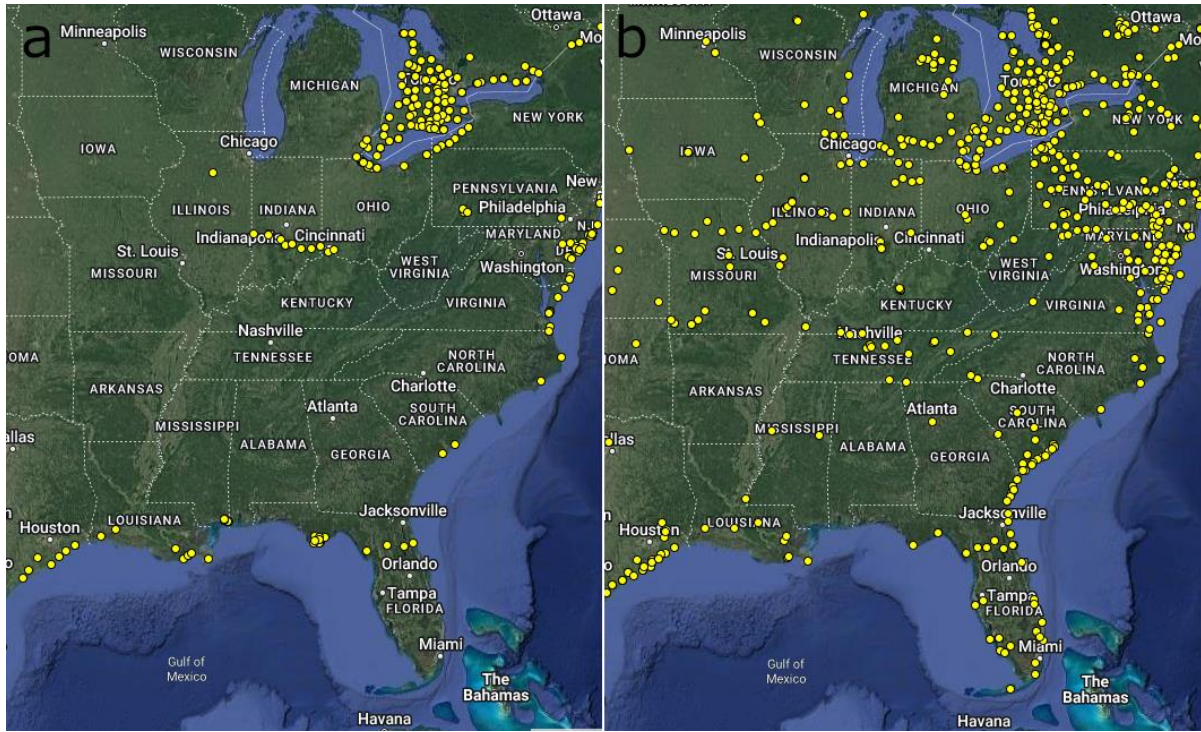 a
Ottawa
Minneapolis
WISCONSIN
MICHIGAN
NEW YORK
Chicago
IOWA
PENNSYLVANIA
New
ILLINOIS
INDIANA
OHIO
Philadelphia
MARYLAND
Indianapolis
Cincinnati
St. Louis
WEST
VIRGINIA
Washington
MISSOURI
KENTUCKY
VIRGINIA
Nashville
TENNESSEE
NORTH
CAROLINA
OMA
ARKANSAS
Charlotte
Atlanta
SOUTH
CAROLINA
MISSISSIPPI
ALABAMA
GEORGIA
allas
Jacksonville
LOUISIANA
Houston
Orlando
Tampa
FLORIDA
Miami
Gulf of
Mexico
The
Bahamas
Havana
b
Ottawa
Minneapolis
WISCONSIN
MICHIGAN
NEW YORK
Chicago
IOWA
ILLINOIS
INDIANA
OHIO
Philadelphia
MARYLAND
Indianapolis
Cincinnati
St. Louis
WEST
VIRGINIA
Washington
MISSOURI
KENTUCKY
VIRGINIA
Nashville
TENNESSEE
NORTH
CAROLINA
OMA
ARKANSAS
Charlotte
Atlanta
SOUTH
CAROLINA
MISSISSIPPI
ALABAMA
GEORGIA
allas
Jacksonville
LOUISIANA
Houston
Orlando
Tampa
FLORIDA
Miami
Gulf of
Mexico
The
Bahamas
Havana